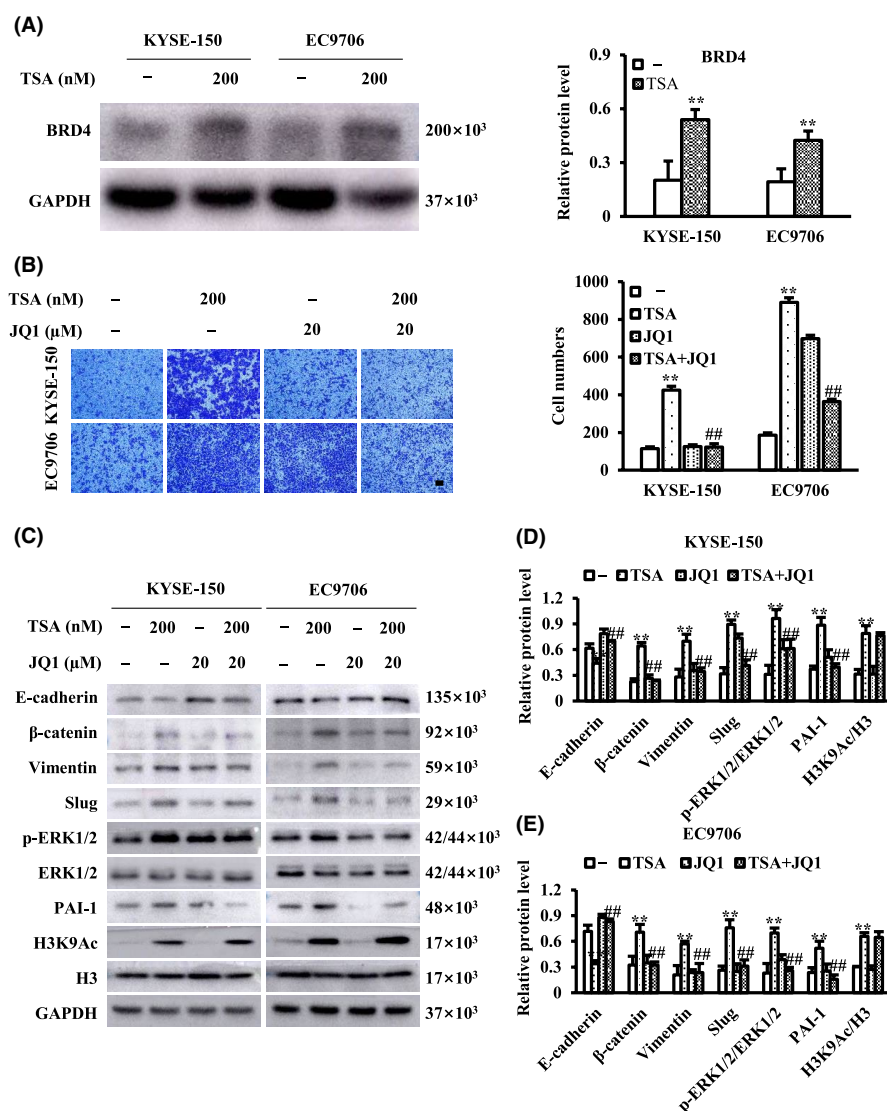 (A)
KYSE-150 EC9706
TSA (nM) – 200 – 200
BRD4 200×10³
GAPDH 37×10³
BRD4
Relative protein level
0.9
0.6
0.3
0
–
TSA
** **
KYSE-150 EC9706
(B)
TSA (nM) – 200 – 200
JQ1 (µM) – – 20 20
KYSE-150
EC9706
Cell numbers
1000
800
600
400
200
0
–
TSA
JQ1
TSA+JQ1
** ## ** ##
KYSE-150 EC9706
(C)
KYSE-150 EC9706
TSA (nM) – 200 – 200 – 200 – 200
JQ1 (µM) – – 20 20 – – 20 20
E-cadherin 135×10³
β-catenin 92×10³
Vimentin 59×10³
Slug 29×10³
p-ERK1/2 42/44×10³
ERK1/2 42/44×10³
PAI-1 48×10³
H3K9Ac 17×10³
H3 17×10³
GAPDH 37×10³
(D)
KYSE-150
– TSA JQ1 TSA+JQ1
Relative protein level
1.2
0.9
0.6
0.3
0
## ** ## ** ## ** ## ** ## ** ## **
E-cadherin
β-catenin
Vimentin
Slug
p-ERK1/2/ERK1/2
PAI-1
H3K9Ac/H3
(E)
EC9706
– TSA JQ1 TSA+JQ1
Relative protein level
1.2
0.9
0.6
0.3
0
## ** ## ** ## ** ## ** ## ** ## **
E-cadherin
β-catenin
Vimentin
Slug
p-ERK1/2/ERK1/2
PAI-1
H3K9Ac/H3